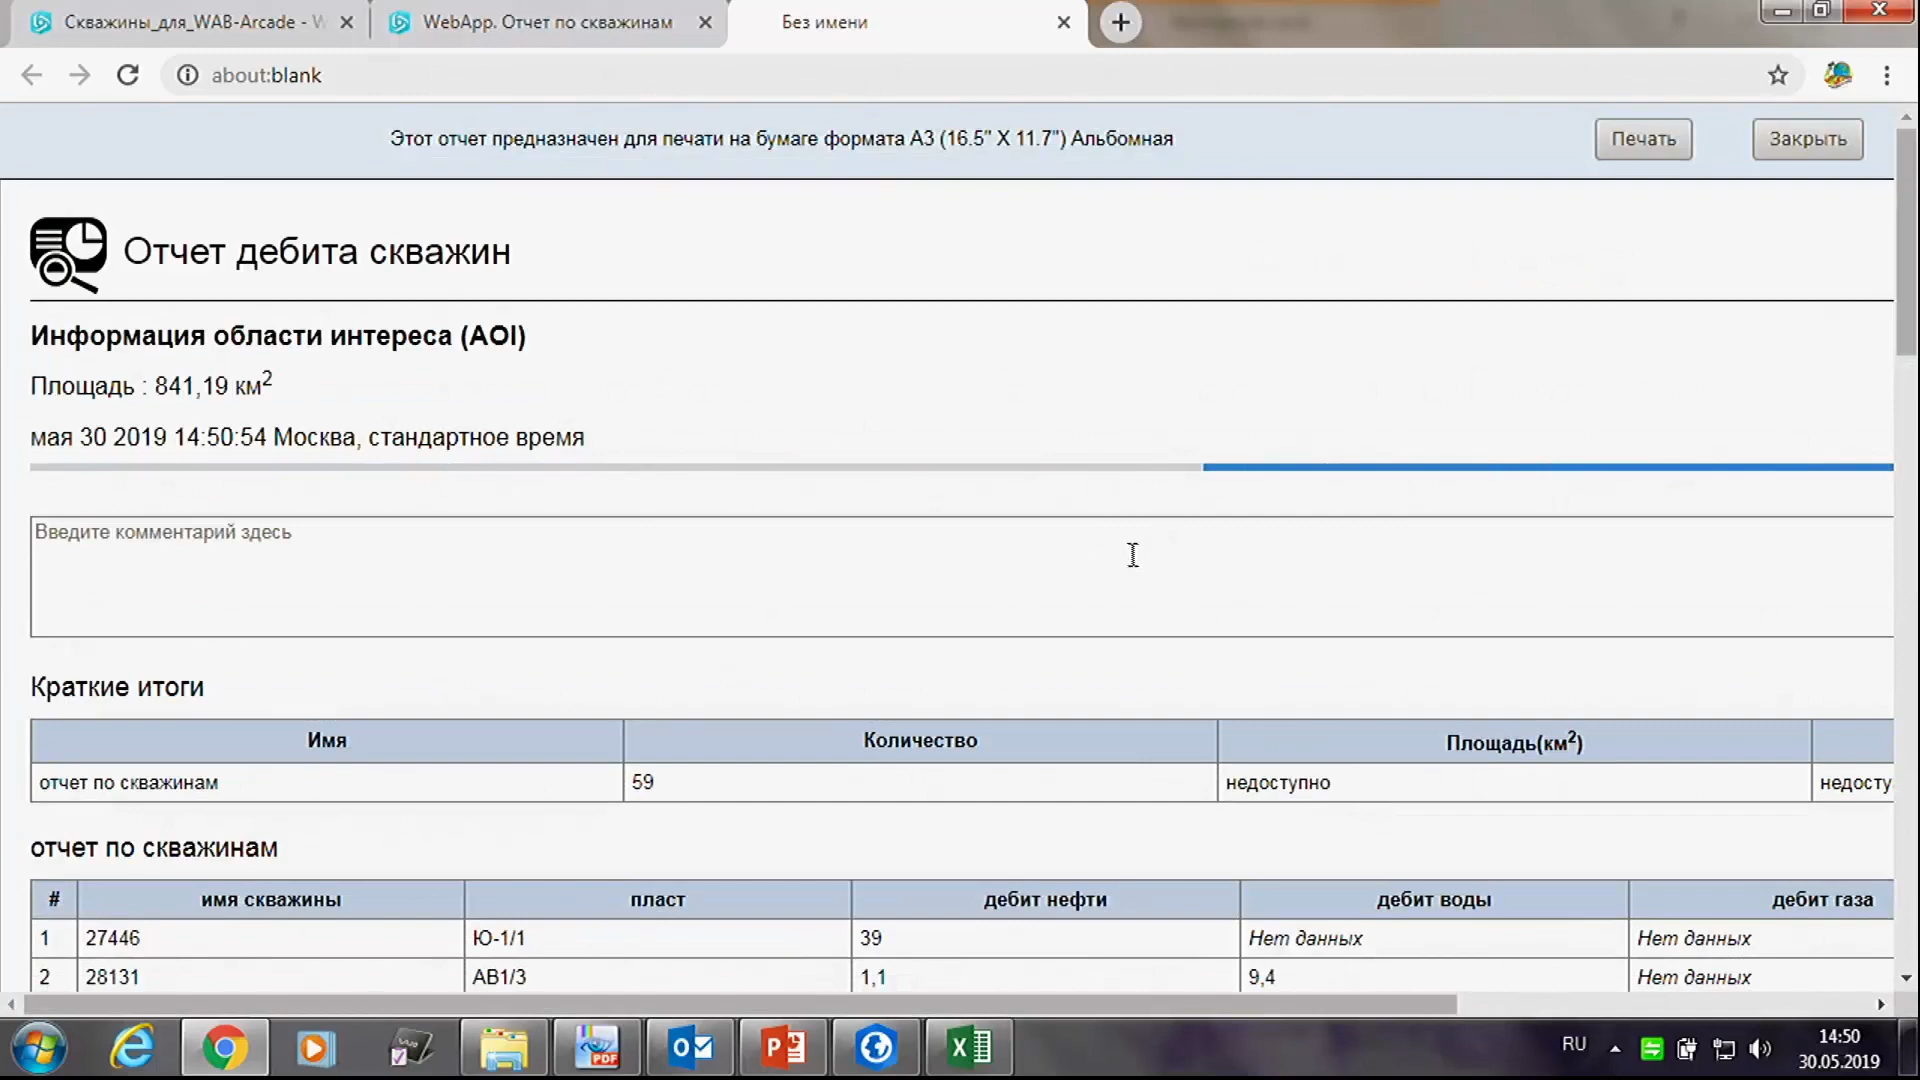 Скважины_для_WAB-Arcade - W
WebApp. Отчет по скважинам
Без имени
about:blank
Этот отчет предназначен для печати на бумаге формата A3 (16.5" X 11.7") Альбомная
Печать
Закрыть
Отчет дебита скважин
Информация области интереса (AOI)
Площадь : 841,19 км²
мая 30 2019 14:50:54 Москва, стандартное время
Введите комментарий здесь
Краткие итоги
Имя Количество Площадь(км²)
отчет по скважинам 59 недоступно недосту
отчет по скважинам
# имя скважины пласт дебит нефти дебит воды дебит газа
1 27446 Ю-1/1 39 Нет данных Нет данных
2 28131 АВ1/3 1,1 9,4 Нет данных
RU
14:50
30.05.2019